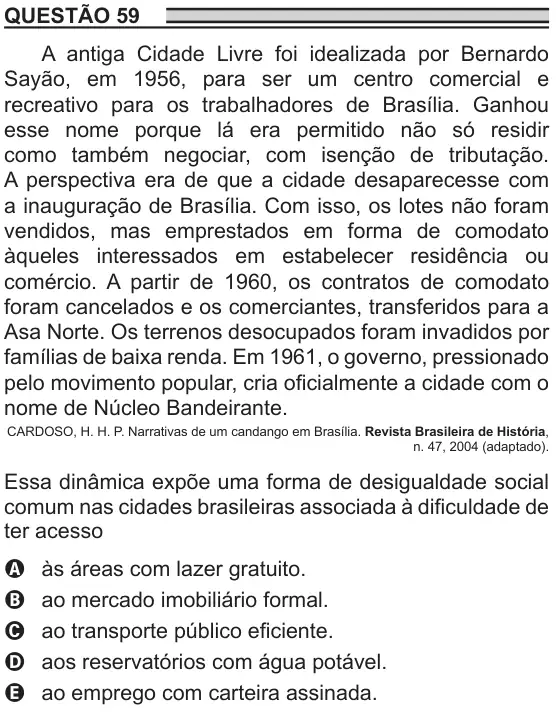 QUESTÃO 59
A antiga Cidade Livre foi idealizada por Bernardo
Sayão, em 1956, para ser um centro comercial e
recreativo para os trabalhadores de Brasília. Ganhou
esse nome porque lá era permitido não só residir
como também negociar, com isenção de tributação.
A perspectiva era de que a cidade desaparecesse com
a inauguração de Brasília. Com isso, os lotes não foram
vendidos, mas emprestados em forma de comodato
àqueles interessados em estabelecer residência ou
comércio. A partir de 1960, os contratos de comodato
foram cancelados e os comerciantes, transferidos para a
Asa Norte. Os terrenos desocupados foram invadidos por
famílias de baixa renda. Em 1961, o governo, pressionado
pelo movimento popular, cria oficialmente a cidade com o
nome de Núcleo Bandeirante.
CARDOSO, H. H. P. Narrativas de um candango em Brasília. Revista Brasileira de História,
n. 47, 2004 (adaptado).
Essa dinâmica expõe uma forma de desigualdade social
comum nas cidades brasileiras associada à dificuldade de
ter acesso
A às áreas com lazer gratuito.
B ao mercado imobiliário formal.
C ao transporte público eficiente.
D aos reservatórios com água potável.
E ao emprego com carteira assinada.